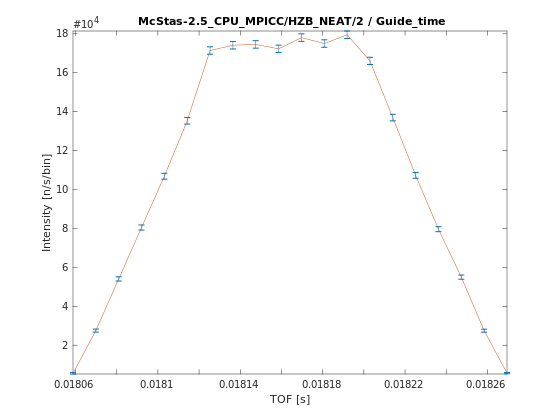 McStas-2.5_CPU_MPICC/HZB_NEAT/2 / Guide_time
#10⁴
18
16
14
12
10
8
6
4
2
Intensity [n/s/bin]
0.01806 0.0181 0.01814 0.01818 0.01822 0.01826
TOF [s]